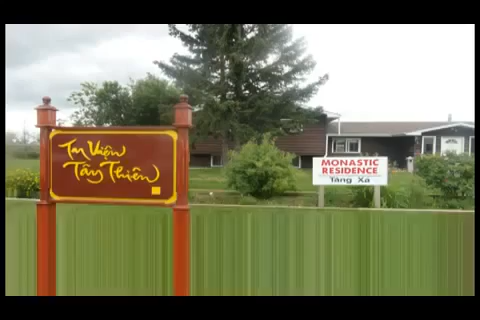 Tu Viện
Tây Thiên
MONASTIC
RESIDENCE
Tăng Xá